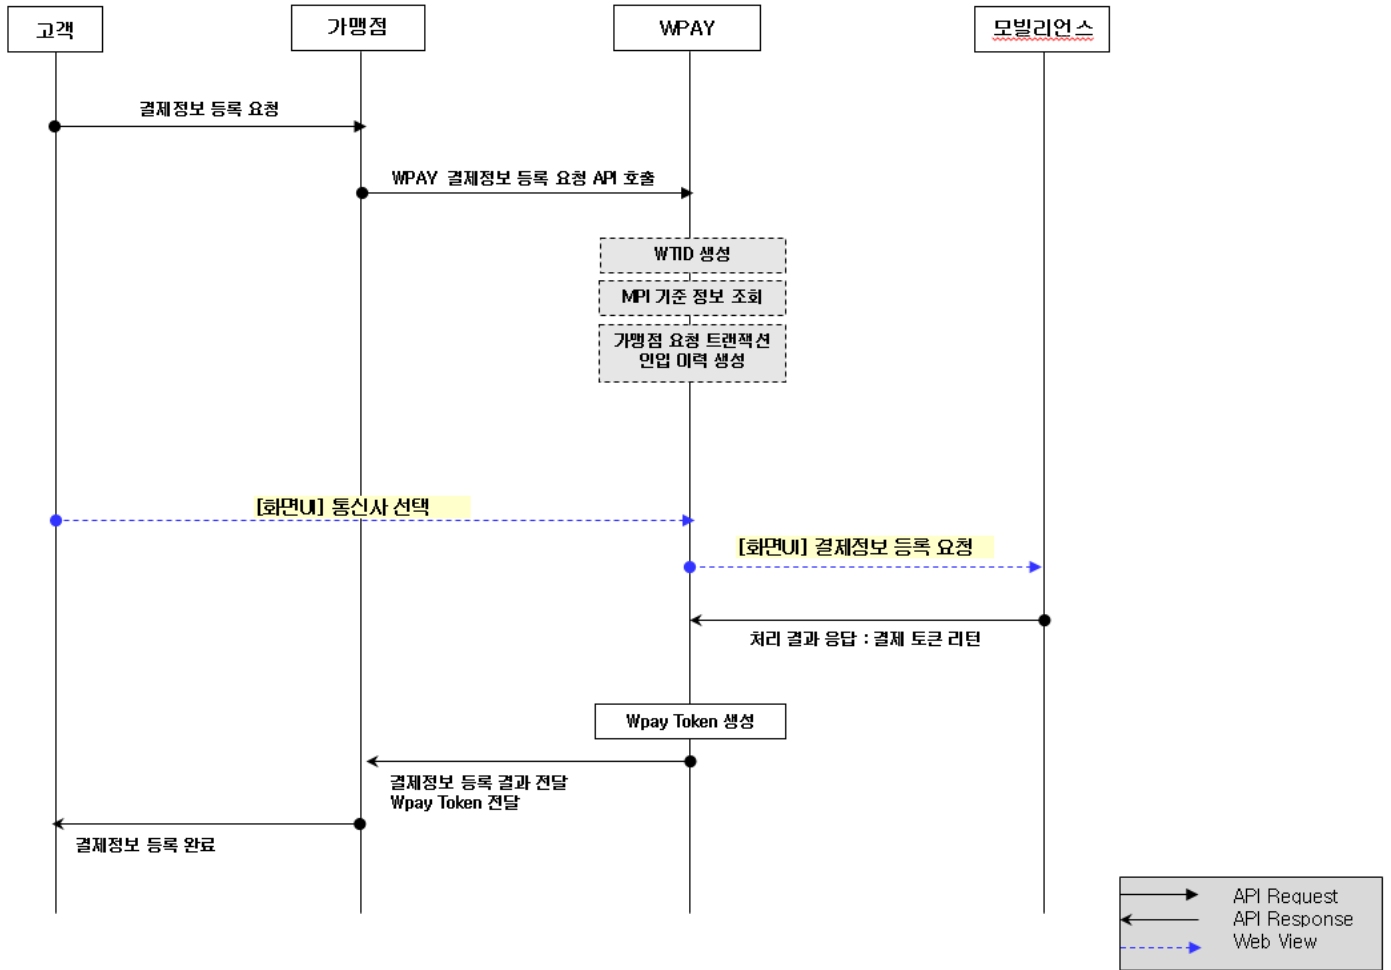 고객
가맹점
WPAY
모빌리언스
결제정보 등록 요청
WPAY 결제정보 등록 요청 API 호출
WTID 생성
MPI 기준 정보 조회
가맹점 요청 트랜잭션
인입 이력 생성
[화면UI] 통신사 선택
[화면UI] 결제정보 등록 요청
처리 결과 응답 : 결제 토큰 리턴
Wpay Token 생성
결제정보 등록 결과 전달
Wpay Token 전달
결제정보 등록 완료
API Request
API Response
Web View